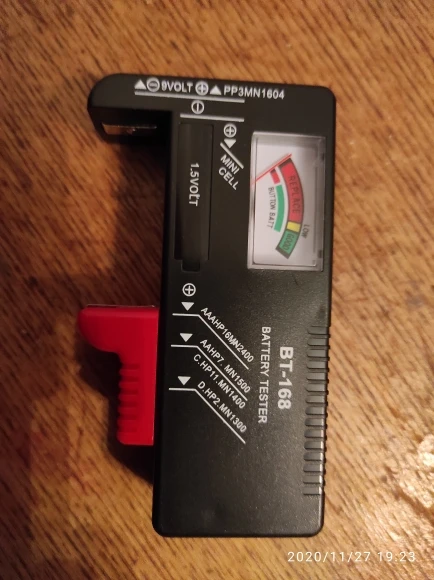 ⊖ 9VOLT ⊕ PP3MN1604
⊕
MINI
CELL
1.5VOLT
REPLACE
LOW
GOOD
BUTTON BATT
⊕
AAAHP16MN2400
AAHP7.MN1500
C.HP11.MN1400
D.HP2.MN1300
BT-168
BATTERY TESTER
2020/11/27 19:23